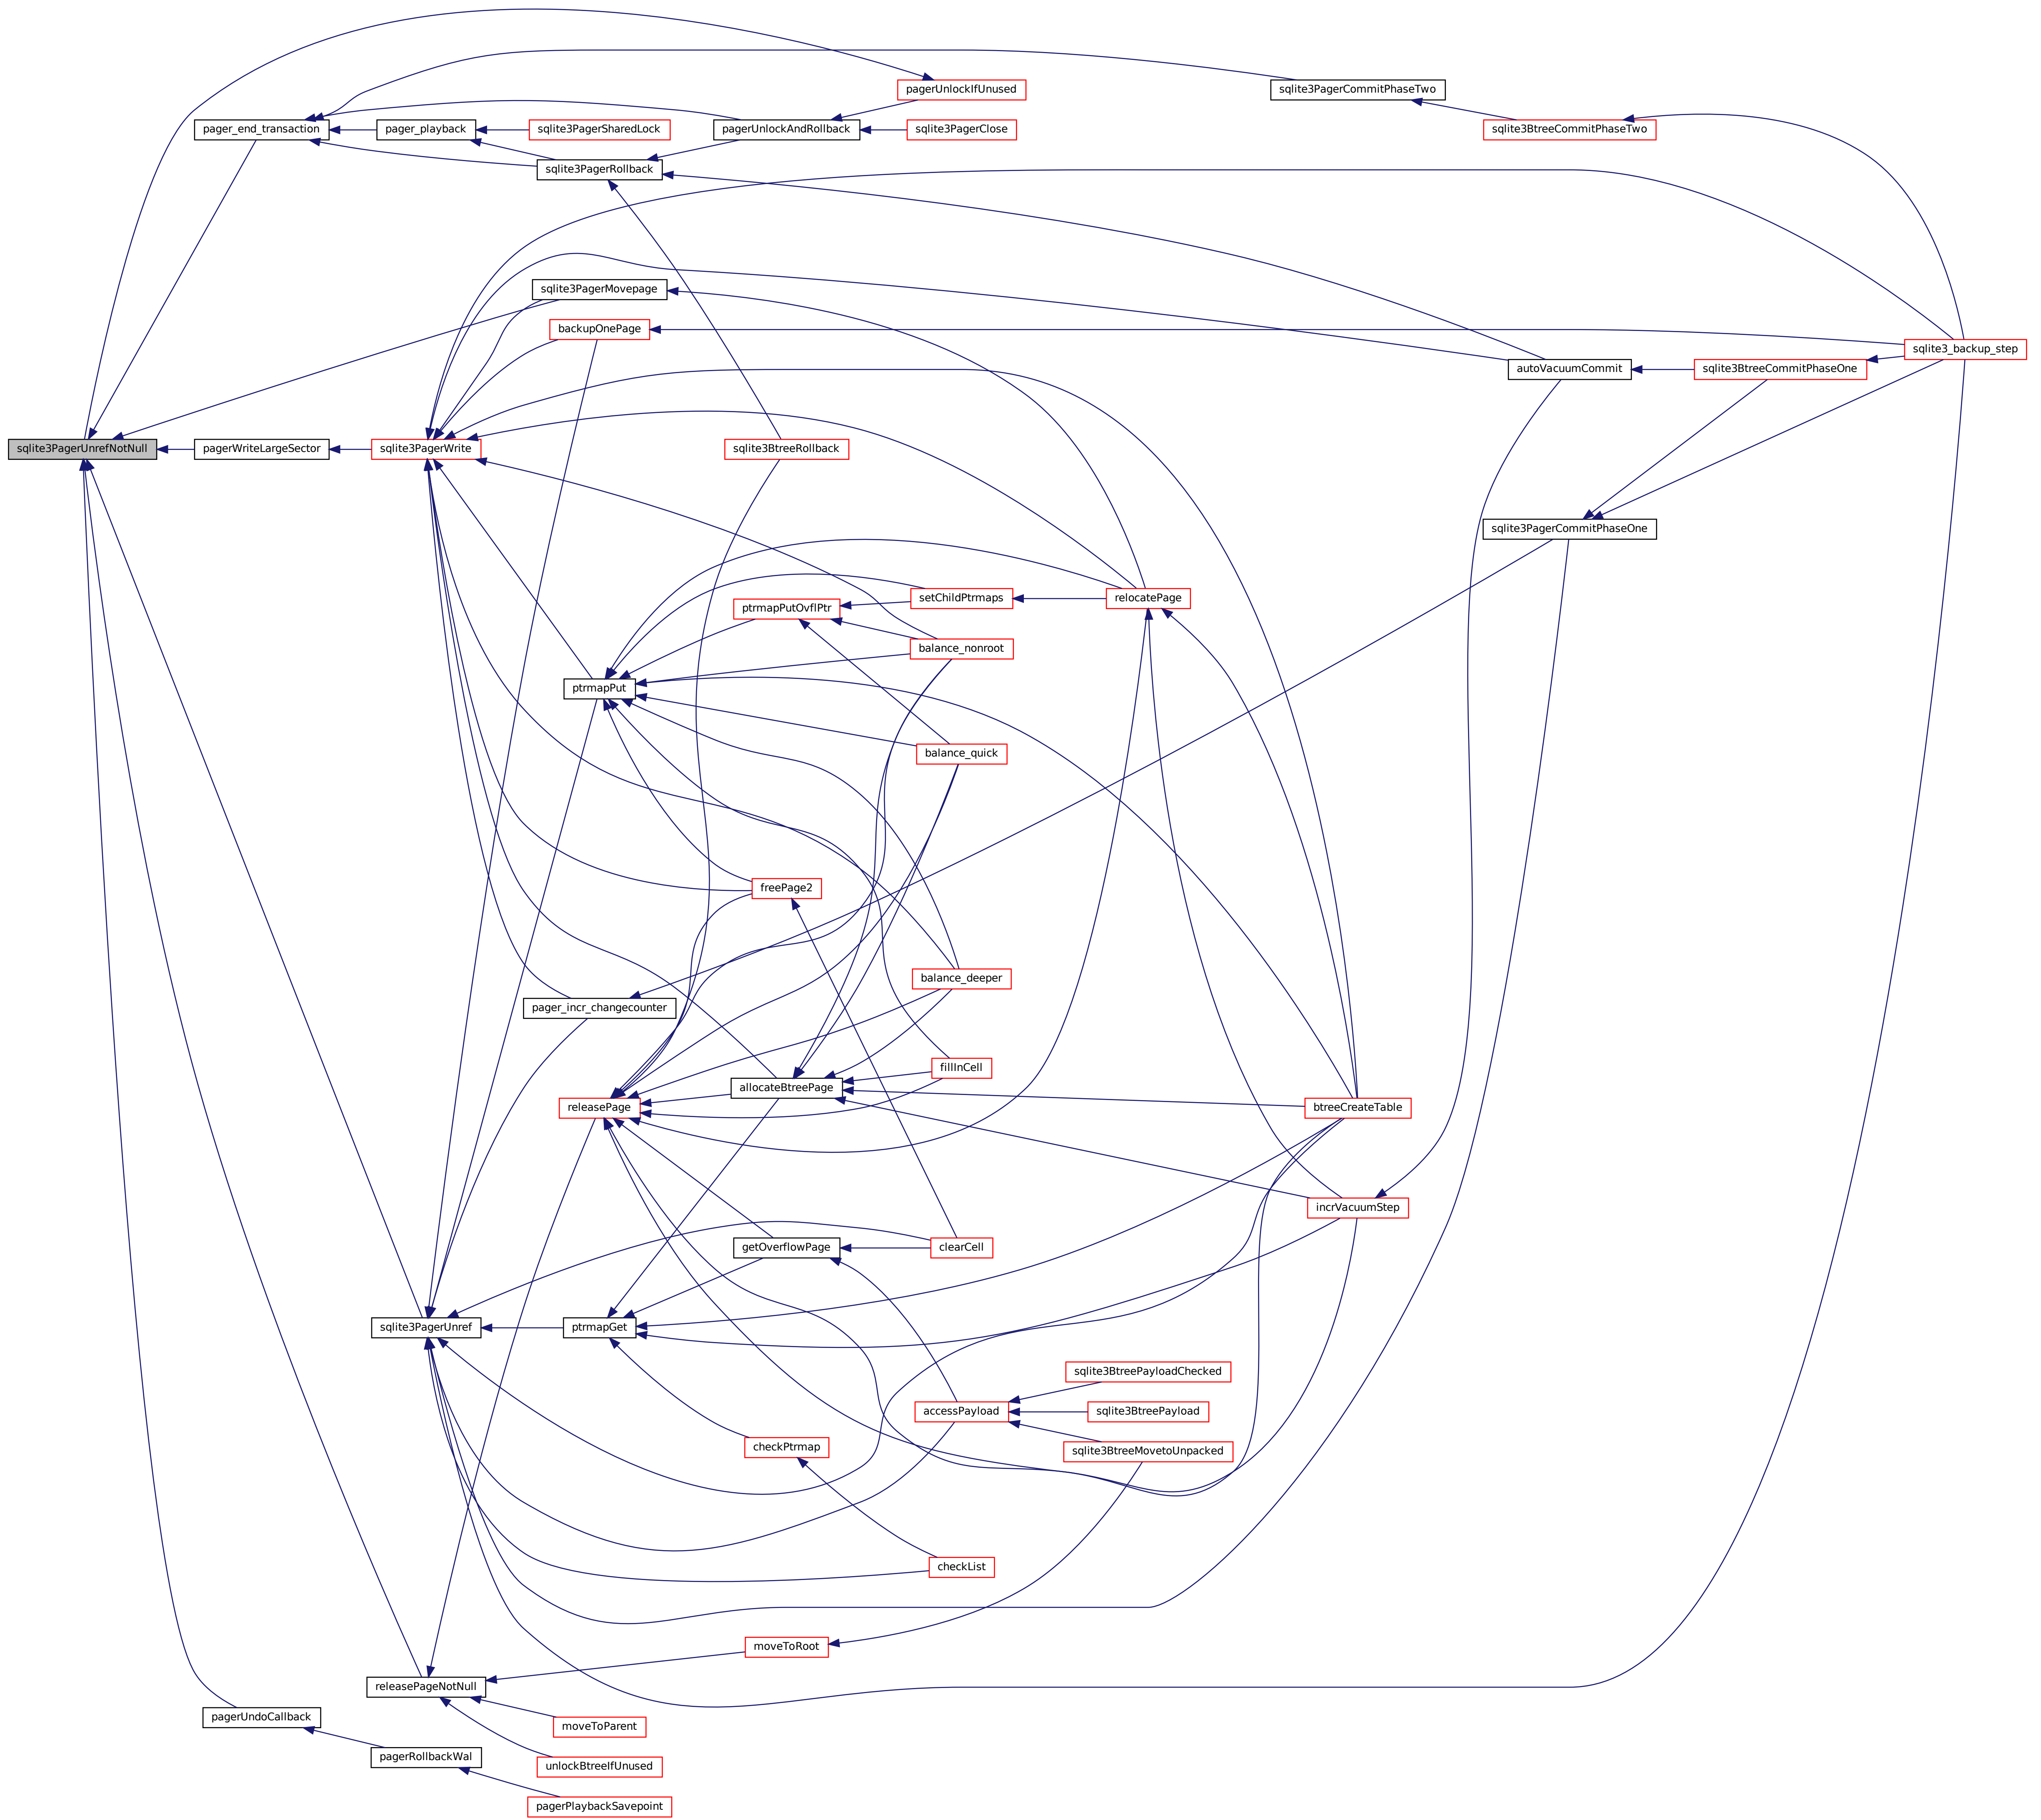 pagerUnlockIfUnused
sqlite3PagerCommitPhaseTwo
pager_end_transaction
pager_playback
sqlite3PagerSharedLock
pagerUnlockAndRollback
sqlite3PagerClose
sqlite3BtreeCommitPhaseTwo
sqlite3PagerRollback
sqlite3PagerMovepage
backupOnePage
sqlite3_backup_step
autoVacuumCommit
sqlite3BtreeCommitPhaseOne
sqlite3PagerUnrefNotNull
pagerWriteLargeSector
sqlite3PagerWrite
sqlite3BtreeRollback
sqlite3PagerCommitPhaseOne
ptrmapPutOvflPtr
setChildPtrmaps
relocatePage
balance_nonroot
ptrmapPut
balance_quick
freePage2
balance_deeper
pager_incr_changecounter
fillInCell
allocateBtreePage
releasePage
btreeCreateTable
incrVacuumStep
getOverflowPage
clearCell
sqlite3PagerUnref
ptrmapGet
sqlite3BtreePayloadChecked
accessPayload
sqlite3BtreePayload
checkPtrmap
sqlite3BtreeMovetoUnpacked
checkList
moveToRoot
releasePageNotNull
pagerUndoCallback
moveToParent
pagerRollbackWal
unlockBtreeIfUnused
pagerPlaybackSavepoint